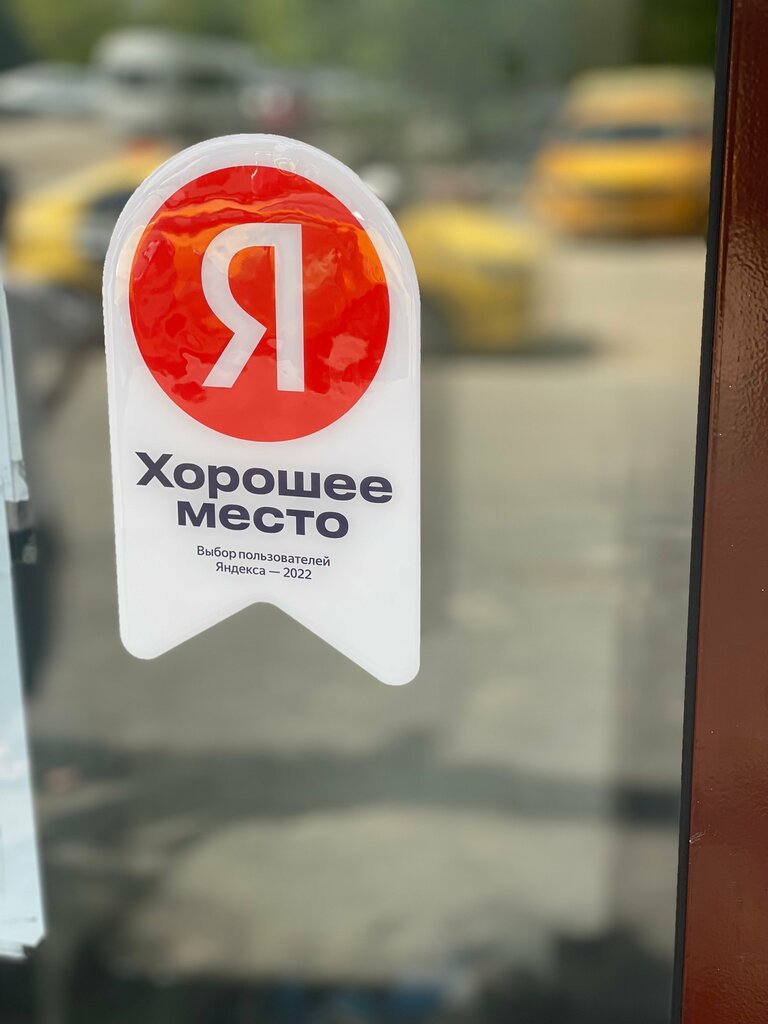 Я
Хорошее
место
Выбор пользователей
Яндекса — 2022